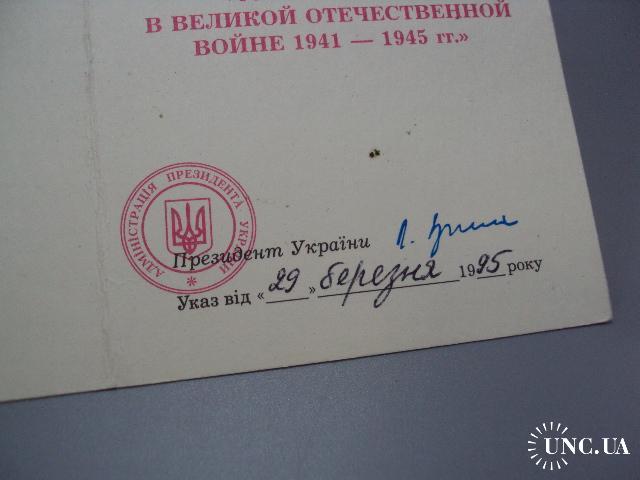 В ВЕЛИКОЙ ОТЕЧЕСТВЕННОЙ
ВОЙНЕ 1941 — 1945 гг.»
АДМІНІСТРАЦІЯ ПРЕЗИДЕНТА УКРАЇНИ
Президент України
Указ від «29» березня 1995 року
UNC.UA